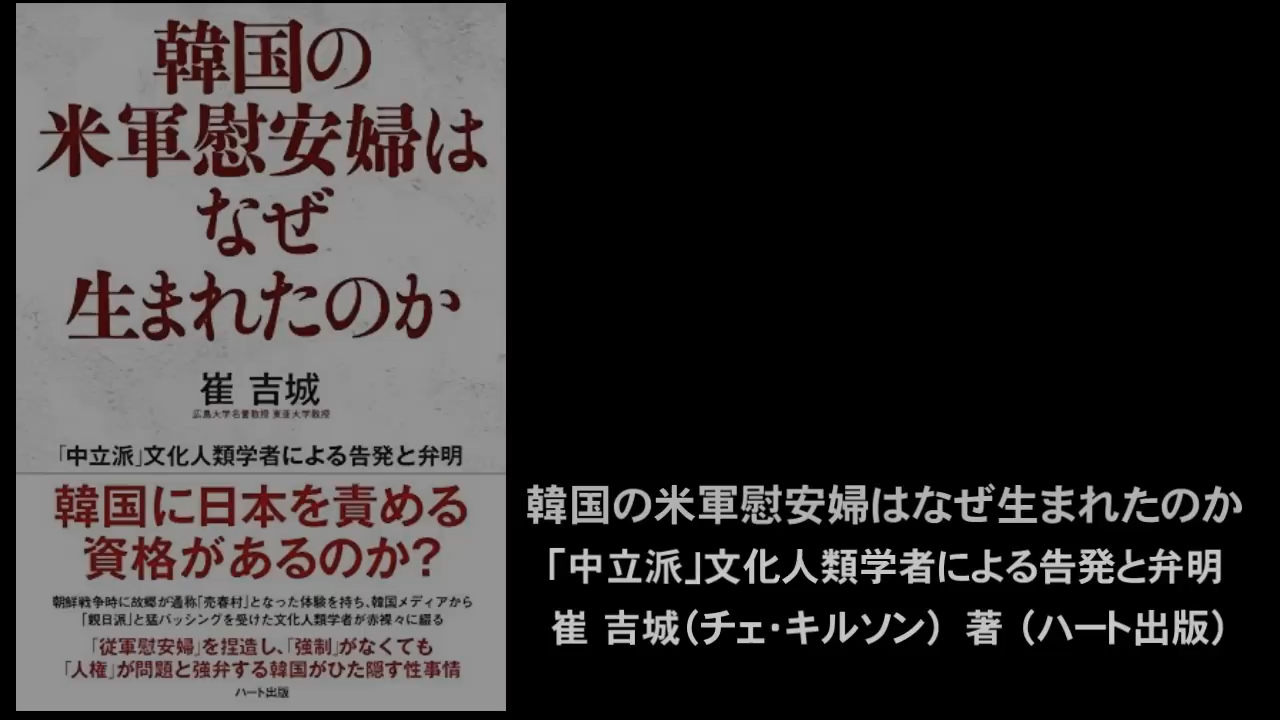 韓国の
米軍慰安婦は
なぜ
生まれたのか
崔 吉城
広島大学名誉教授 東亜大学教授
「中立派」文化人類学者による告発と弁明
韓国に日本を責める
資格があるのか?
朝鮮戦争時に故郷が通称「売春村」となった体験を持ち、韓国メディアから
「親日派」と猛バッシングを受けた文化人類学者が赤裸々に綴る
「従軍慰安婦」を捏造し、「強制」がなくても
「人権」が問題と強弁する韓国がひた隠す性事情
ハート出版
韓国の米軍慰安婦はなぜ生まれたのか
「中立派」文化人類学者による告発と弁明
崔 吉城(チェ・キルソン) 著 (ハート出版)